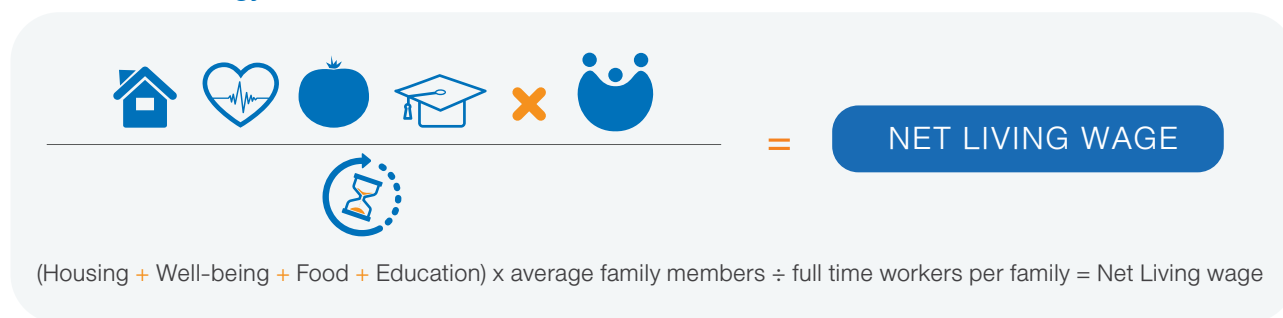 =
NET LIVING WAGE
(Housing + Well-being + Food + Education) x average family members ÷ full time workers per family = Net Living wage